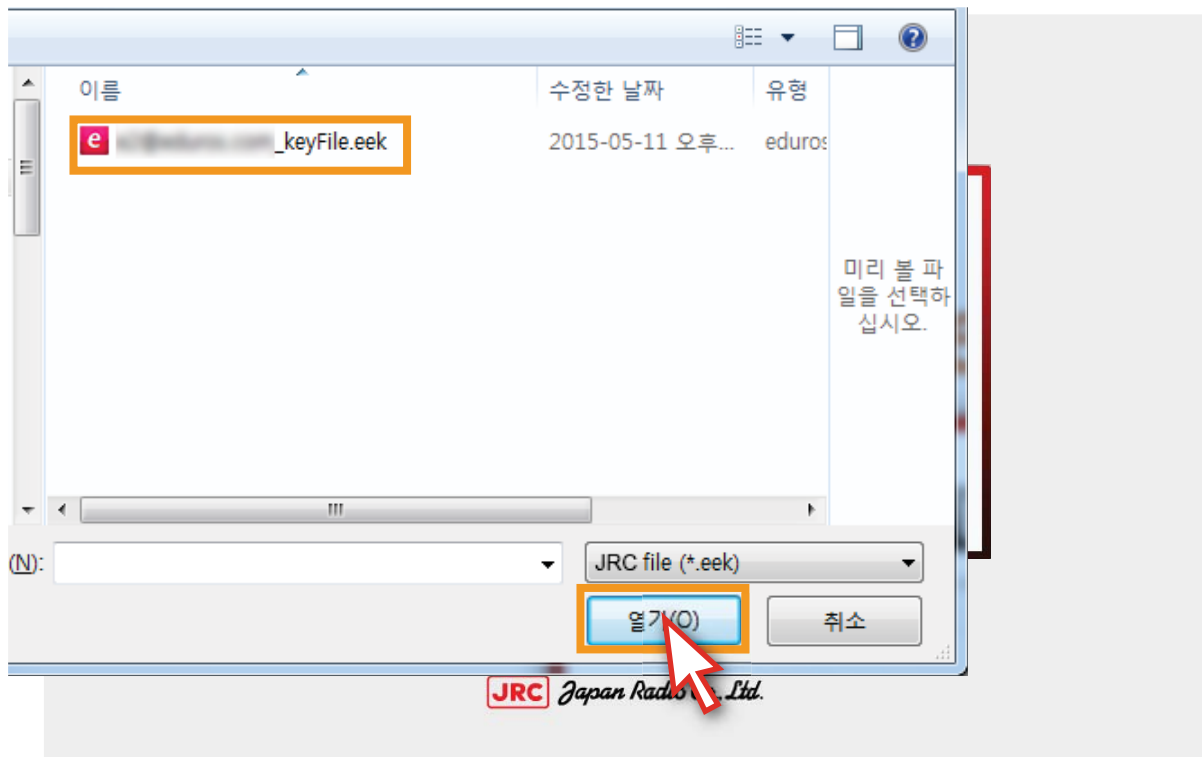 이름 수정한 날짜 유형
_keyFile.eek 2015-05-11 오후... eduros
미리 볼 파
일을 선택하
십시오.
(N): JRC file (*.eek)
열기(O) 취소
JRC Japan Radio Co., Ltd.